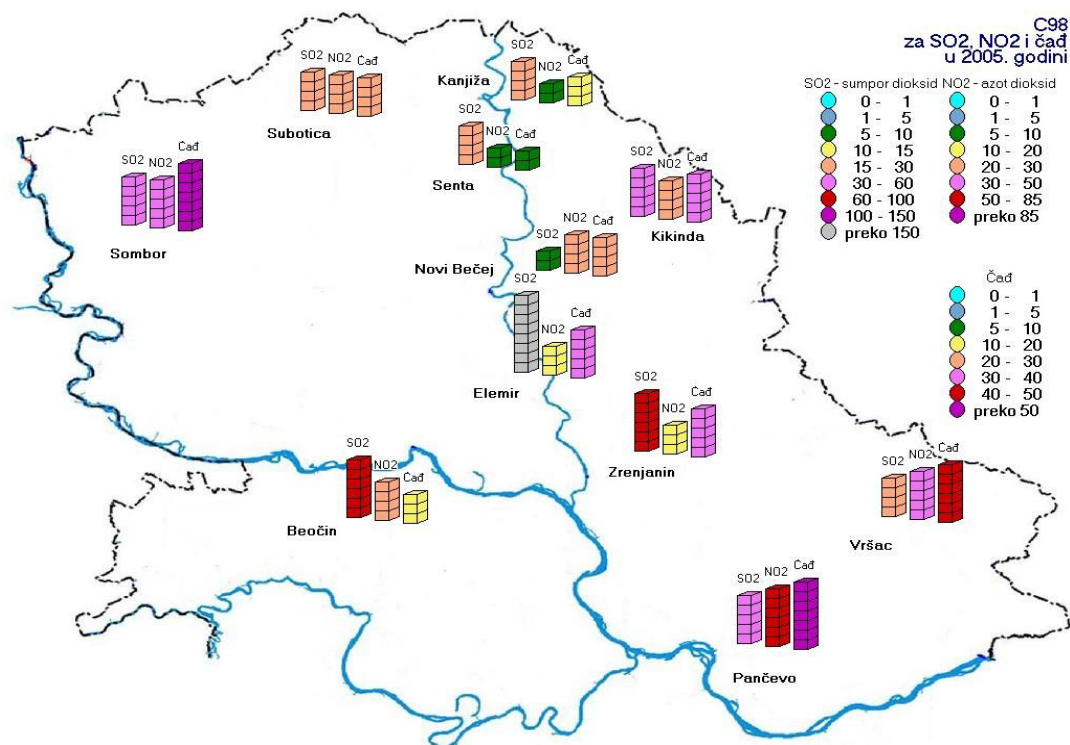 C98
za SO2, NO2 i čađ
u 2005. godini
SO2 - sumpor dioksid NO2 - azot dioksid
0 - 1 0 - 1
1 - 5 1 - 5
5 - 10 5 - 10
10 - 15 10 - 20
15 - 30 20 - 30
30 - 60 30 - 50
60 - 100 50 - 85
100 - 150 preko 85
preko 150
Čađ
0 - 1
1 - 5
5 - 10
10 - 20
20 - 30
30 - 40
40 - 50
preko 50
SO2 NO2 Čađ
Subotica
SO2 NO2 Čađ
Kanjiža
SO2 NO2 Čađ
Senta
SO2 NO2 Čađ
Sombor
SO2 NO2 Čađ
Kikinda
SO2 NO2 Čađ
Novi Bečej
SO2 NO2 Čađ
Elemir
SO2 NO2 Čađ
Zrenjanin
SO2 NO2 Čađ
Beočin
SO2 NO2 Čađ
Vršac
SO2 NO2 Čađ
Pančevo